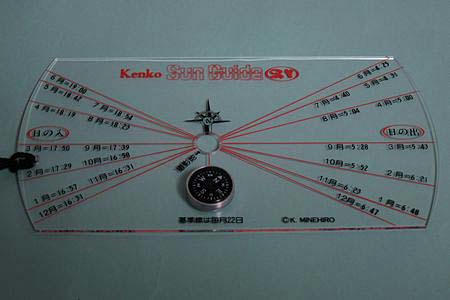 Kenko Sun Guide
6月=19:00
5月=18:42
7月=18:54
4月=18:19
8月=18:23
日の入
3月=17:50
9月=17:39
2月=17:29
10月=16:56
1月=16:57
11月=16:31
12月=16:31
6月=4:25
5月=4:31
7月=4:40
4月=5:00
8月=5:04
日の出
9月=5:28
3月=5:43
10月=5:52
2月=6:21
11月=6:23
1月=6:48
12月=6:47
基準線は毎月22日
©K. MINEHIRO